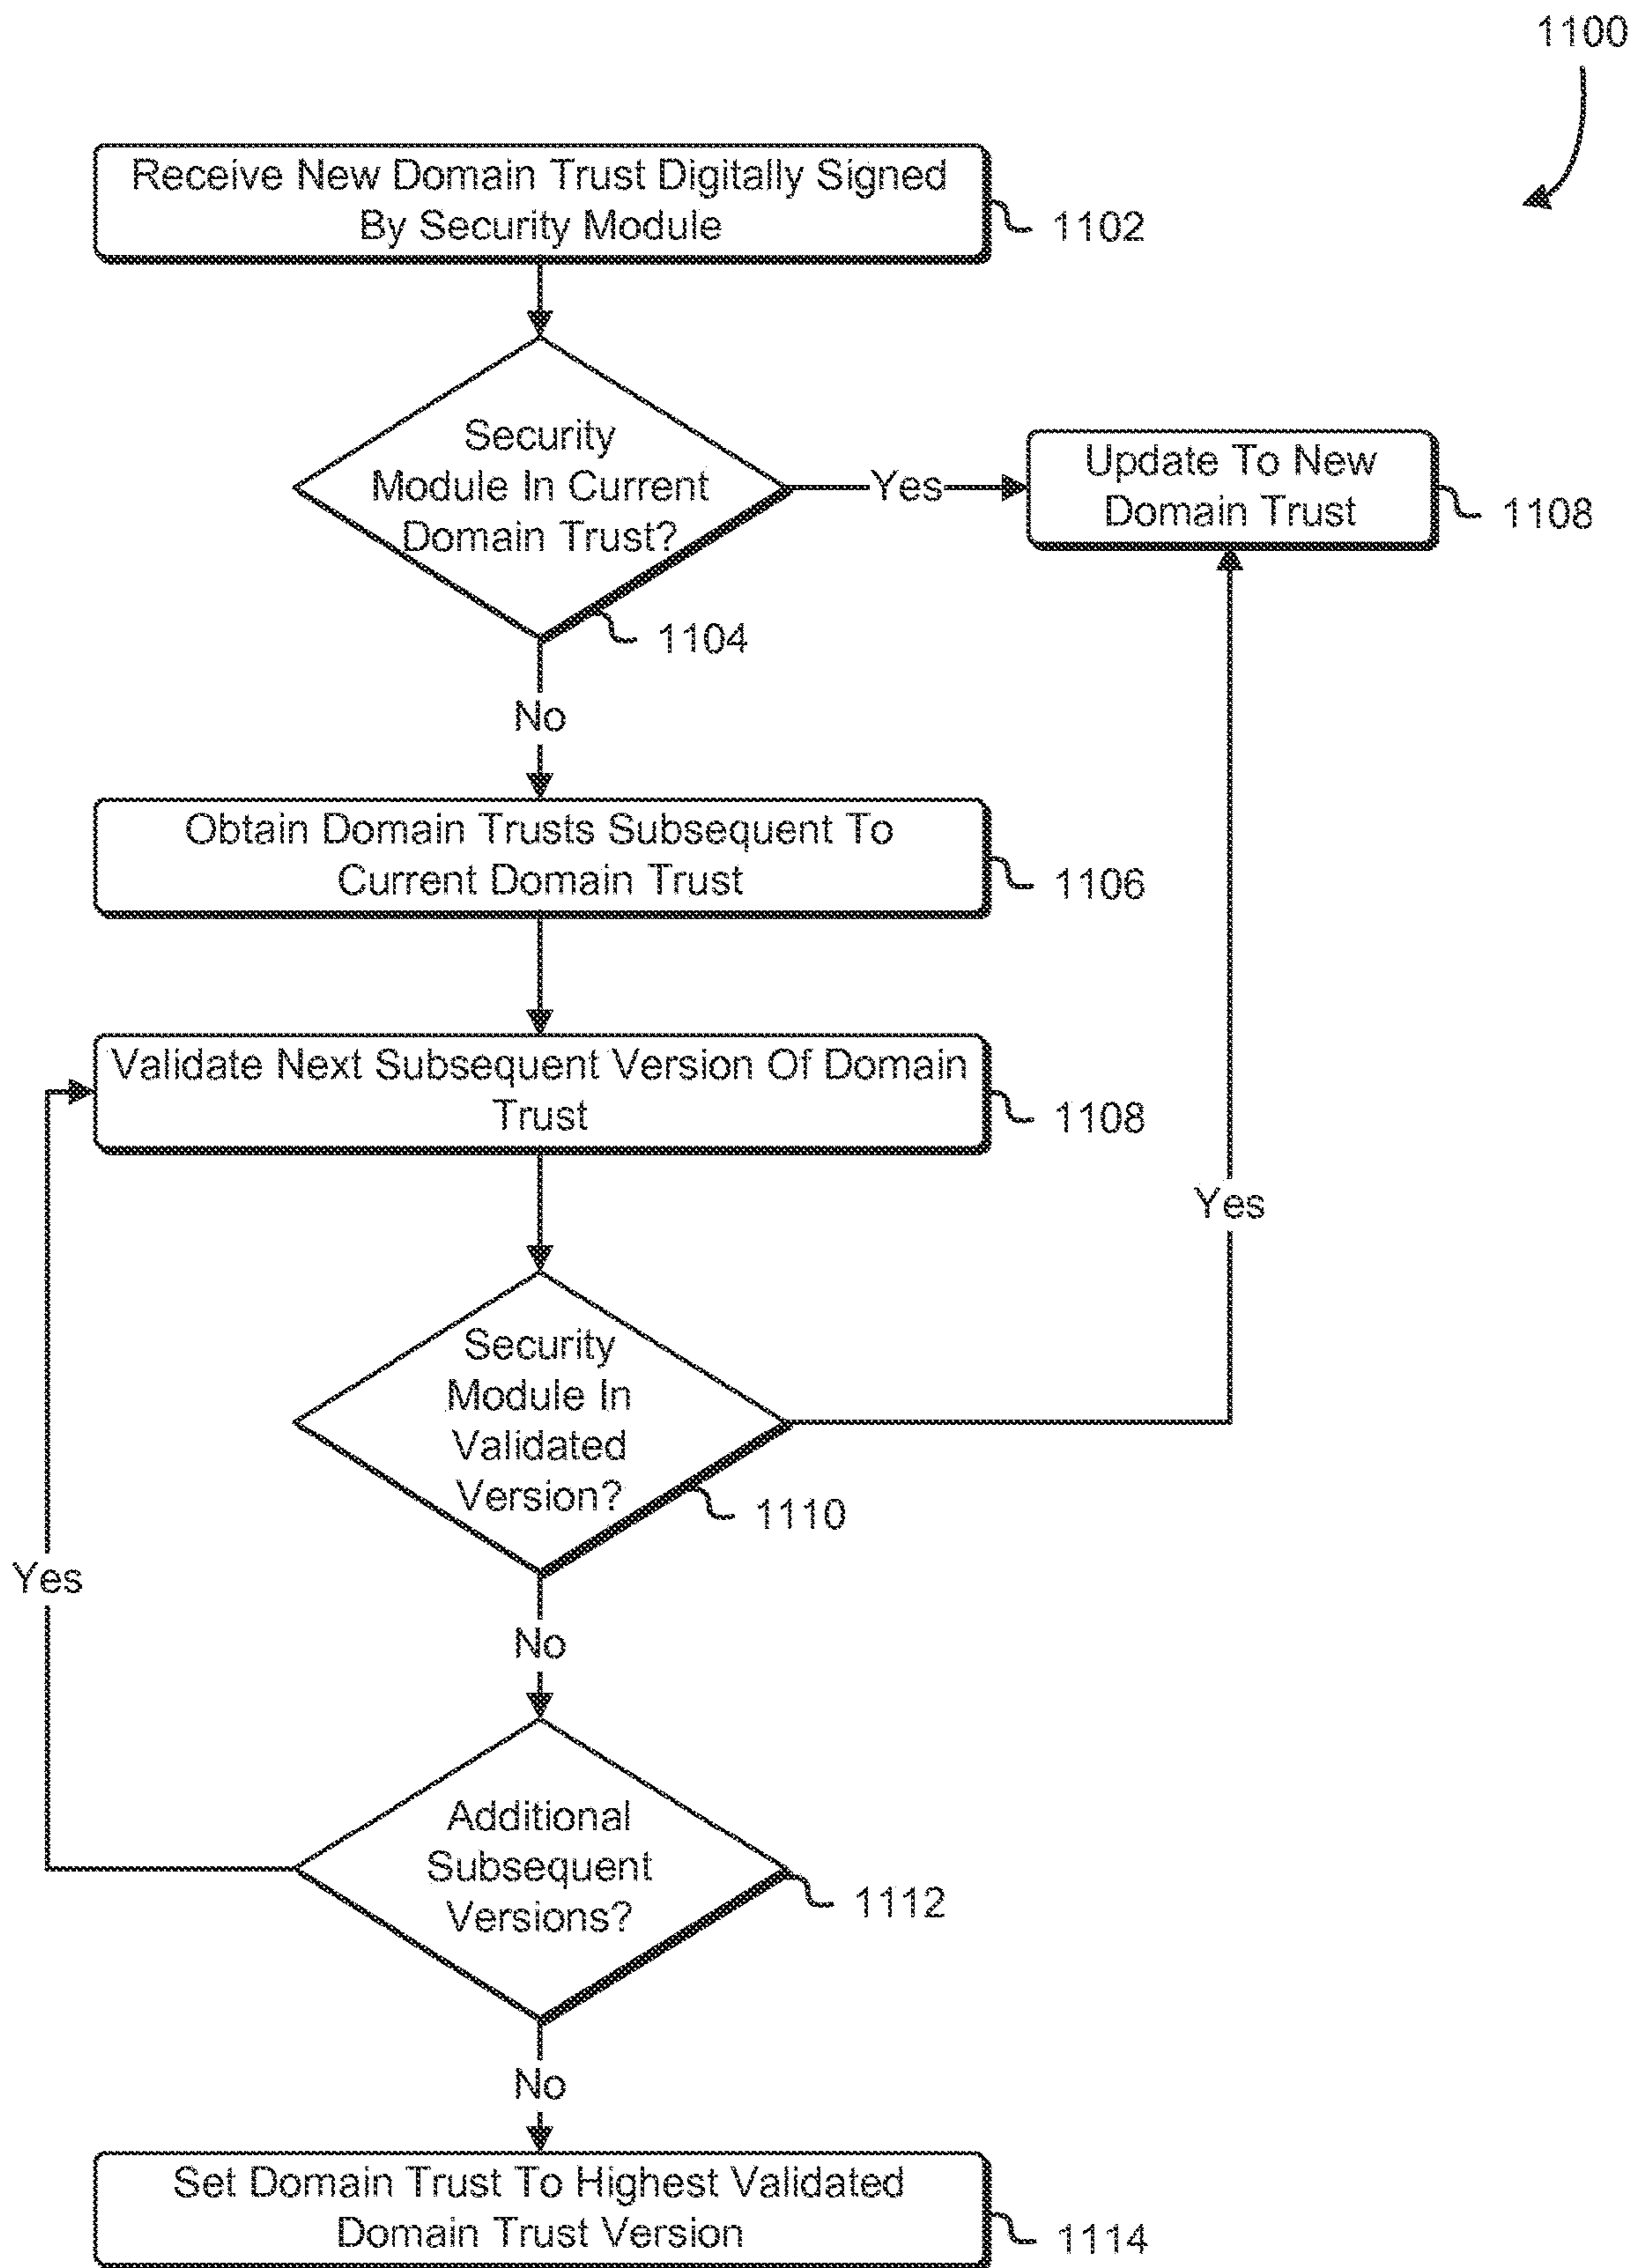 1100
Receive New Domain Trust Digitally Signed
By Security Module
1102
Security
Module In Current
Domain Trust?
1104
Yes
Update To New
Domain Trust
1108
No
Obtain Domain Trusts Subsequent To
Current Domain Trust
1106
Validate Next Subsequent Version Of Domain
Trust
1108
Yes
Security
Module In
Validated
Version?
1110
Yes
No
Additional
Subsequent
Versions?
1112
No
Set Domain Trust To Highest Validated
Domain Trust Version
1114